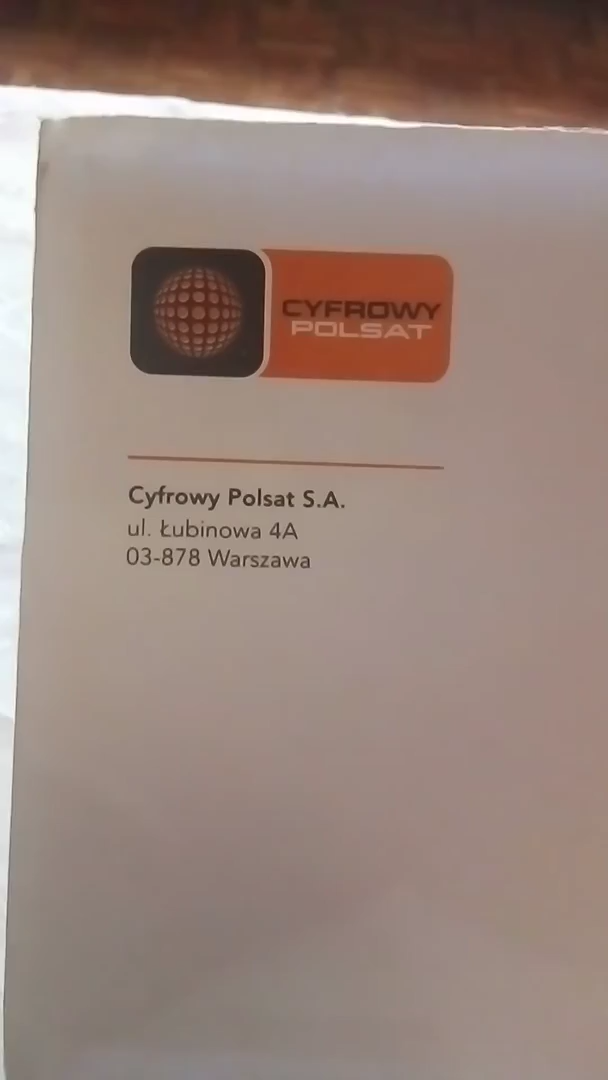 CYFROWY
POLSAT
Cyfrowy Polsat S.A.
ul. Łubinowa 4A
03-878 Warszawa